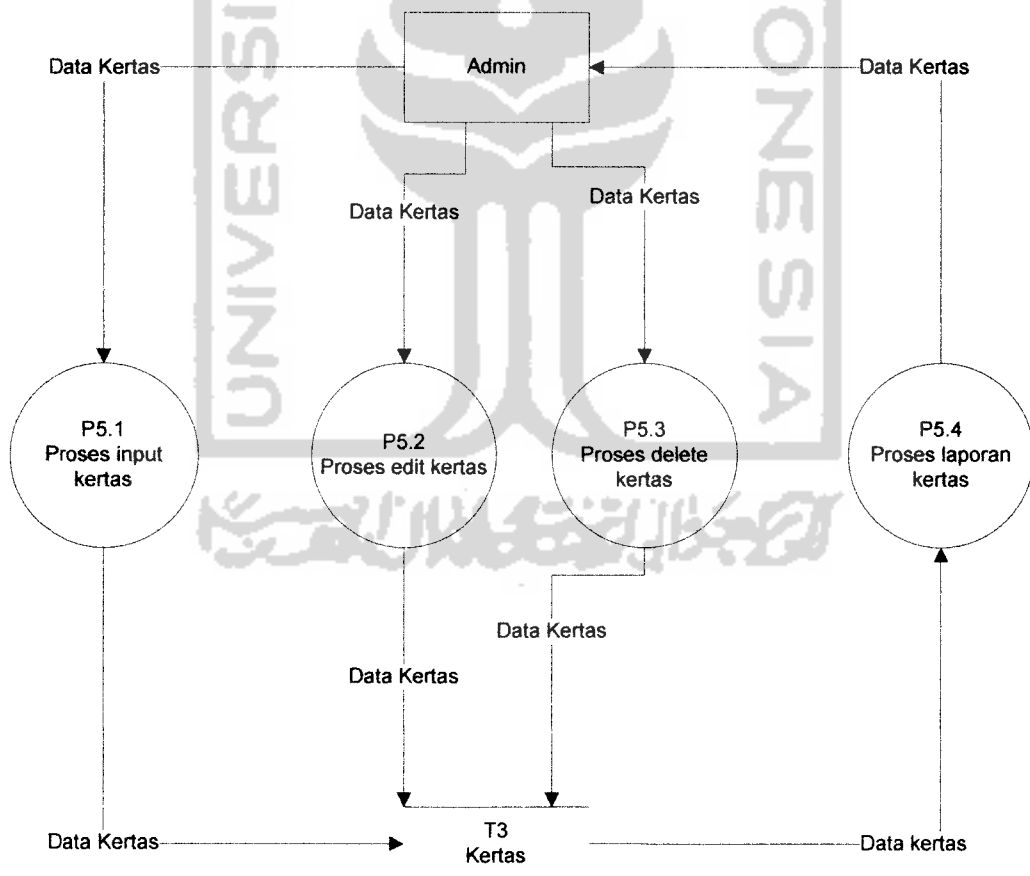 Admin
Data Kertas
Data Kertas
Data Kertas
Data Kertas
UNIVERSI
ONESIA
P5.1
Proses input
kertas
P5.2
Proses edit kertas
P5.3
Proses delete
kertas
P5.4
Proses laporan
kertas
Data Kertas
Data Kertas
Data Kertas
T3
Kertas
Data kertas